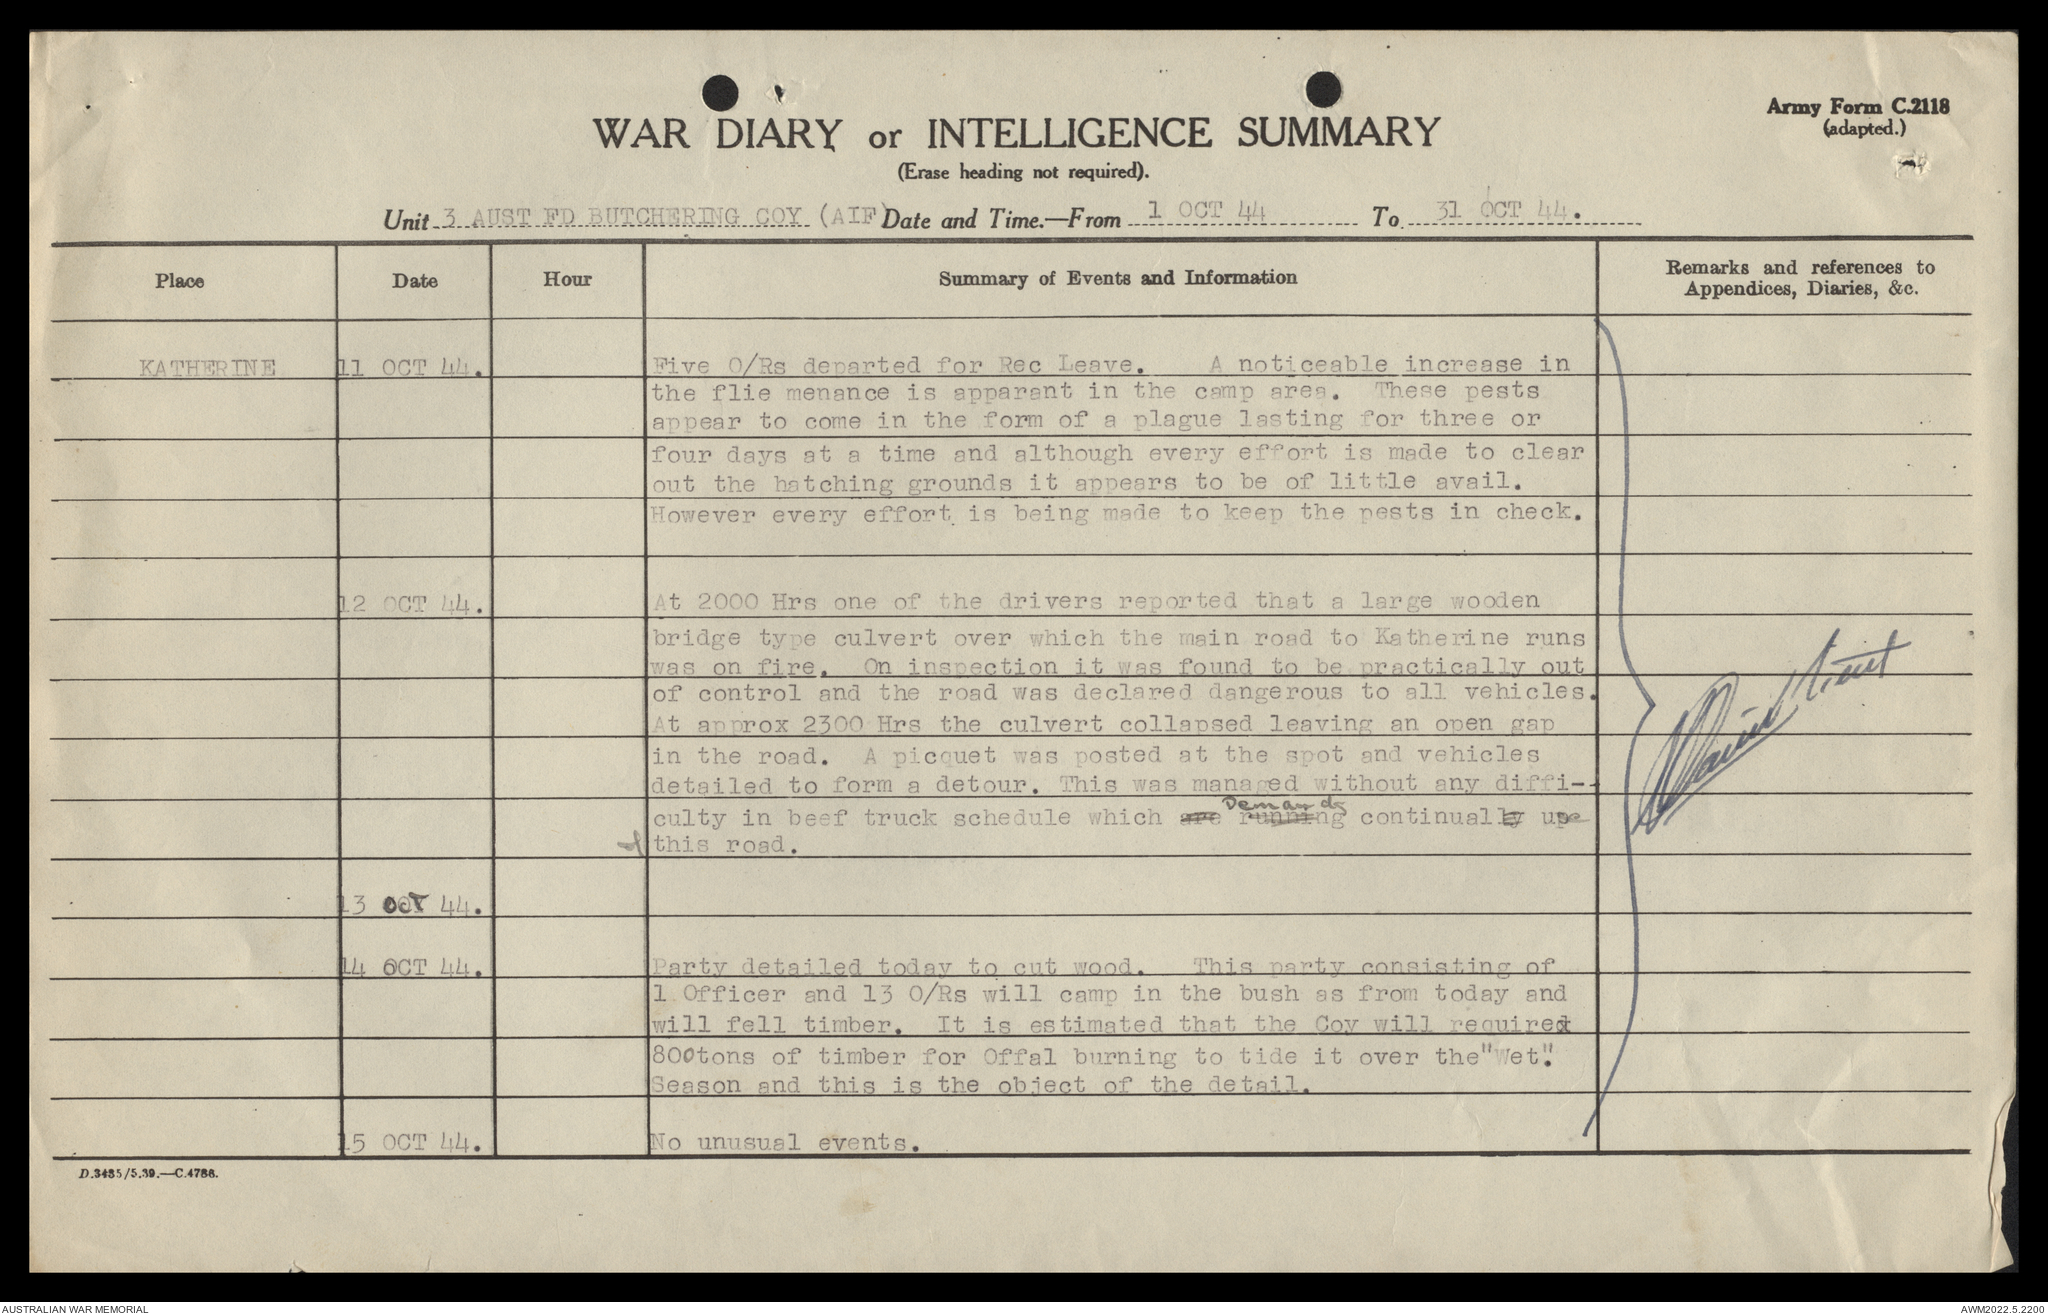 Army Form C.2118
(adapted.)
WAR DIARY or INTELLIGENCE SUMMARY
(Erase heading not required).
Unit 3 AUST FD BUTCHERING COY (AIF) Date and Time.—From 1 OCT 44 To 31 OCT 44.
Place Date Hour Summary of Events and Information Remarks and references to
Appendices, Diaries, &c.
KATHERINE 11 OCT 44. Five O/Rs departed for Rec Leave. A noticeable increase in
the flie menance is apparant in the camp area. These pests
appear to come in the form of a plague lasting for three or
four days at a time and although every effort is made to clear
out the hatching grounds it appears to be of little avail.
However every effort is being made to keep the pests in check.
12 OCT 44. At 2000 Hrs one of the drivers reported that a large wooden
bridge type culvert over which the main road to Katherine runs
was on fire. On inspection it was found to be practically out
of control and the road was declared dangerous to all vehicles.
At approx 2300 Hrs the culvert collapsed leaving an open gap
in the road. A picquet was posted at the spot and vehicles
detailed to form a detour. This was managed without any diffi-
Demands
culty in beef truck schedule which are running continually up
this road.
13 OCT 44.
14 OCT 44. Party detailed today to cut wood. This party consisting of
1 Officer and 13 O/Rs will camp in the bush as from today and
will fell timber. It is estimated that the Coy will required
800tons of timber for Offal burning to tide it over the "Wet".
Season and this is the object of the detail.
15 OCT 44. No unusual events.
Lieut
D.3435/5.39.—C.4786.
AUSTRALIAN WAR MEMORIAL
AWM2022.5.2200